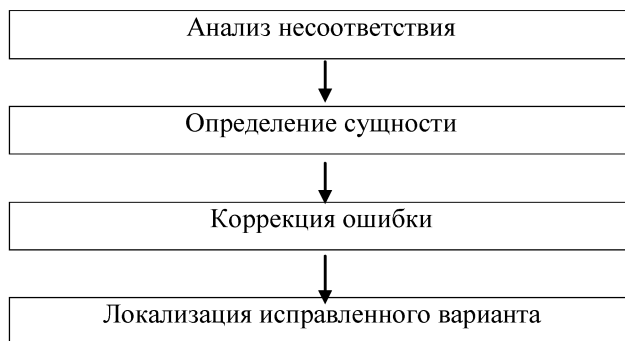 Анализ несоответствия
Определение сущности
Коррекция ошибки
Локализация исправленного варианта